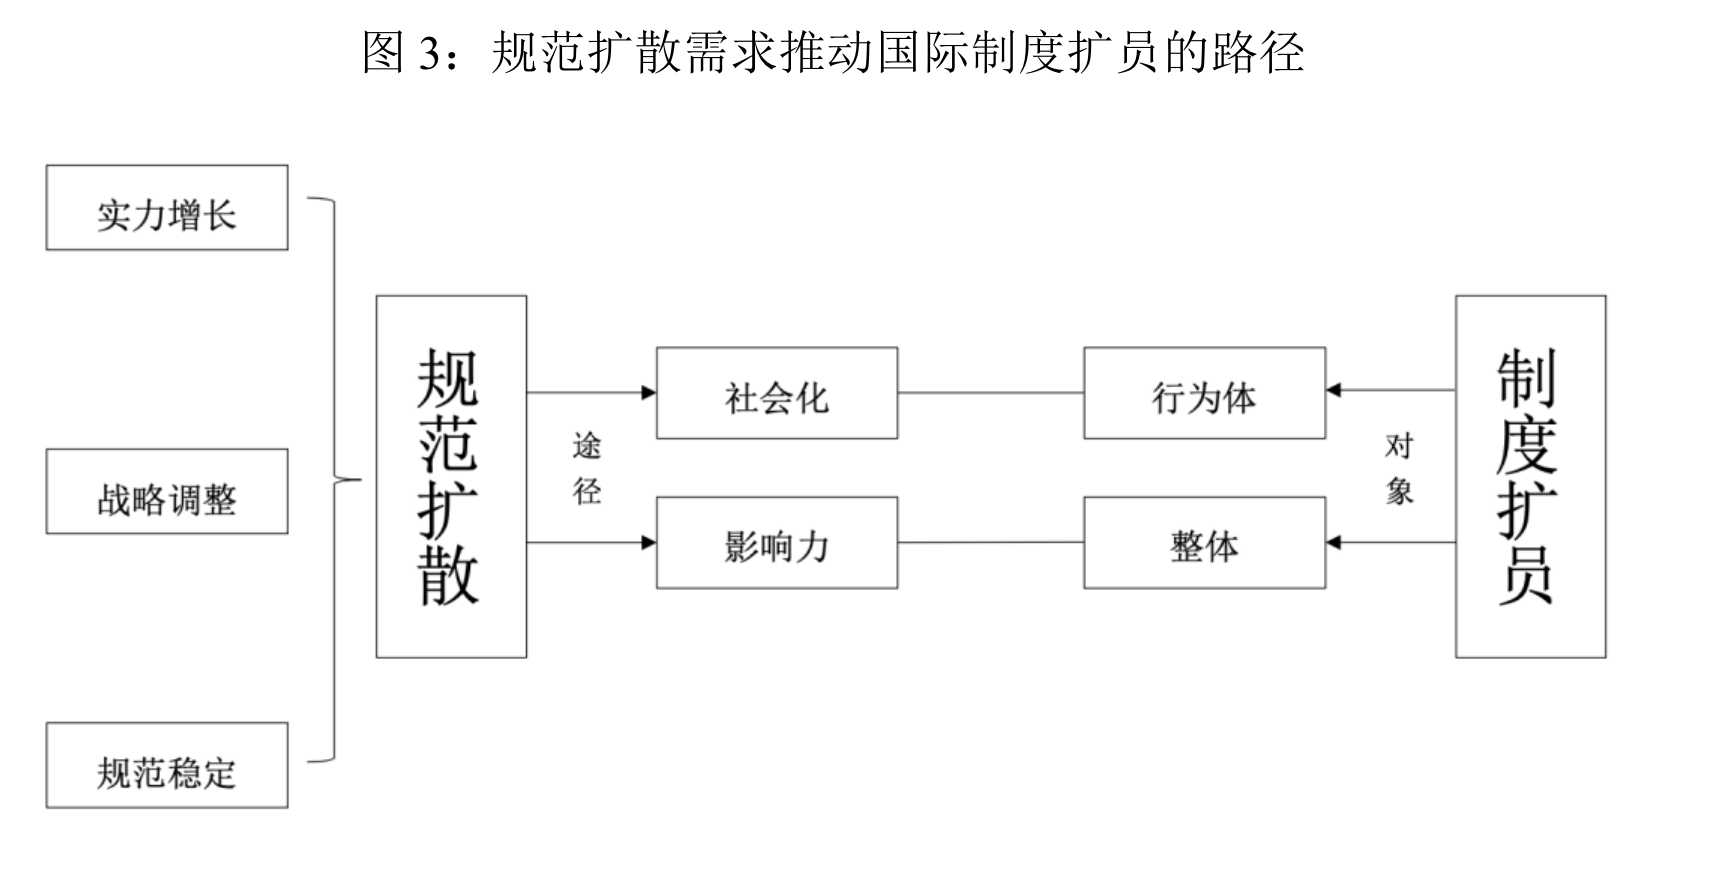 图 3：规范扩散需求推动国际制度扩员的路径
实力增长
战略调整
规范稳定
规范扩散
途径
社会化
影响力
行为体
整体
对象
制度扩员